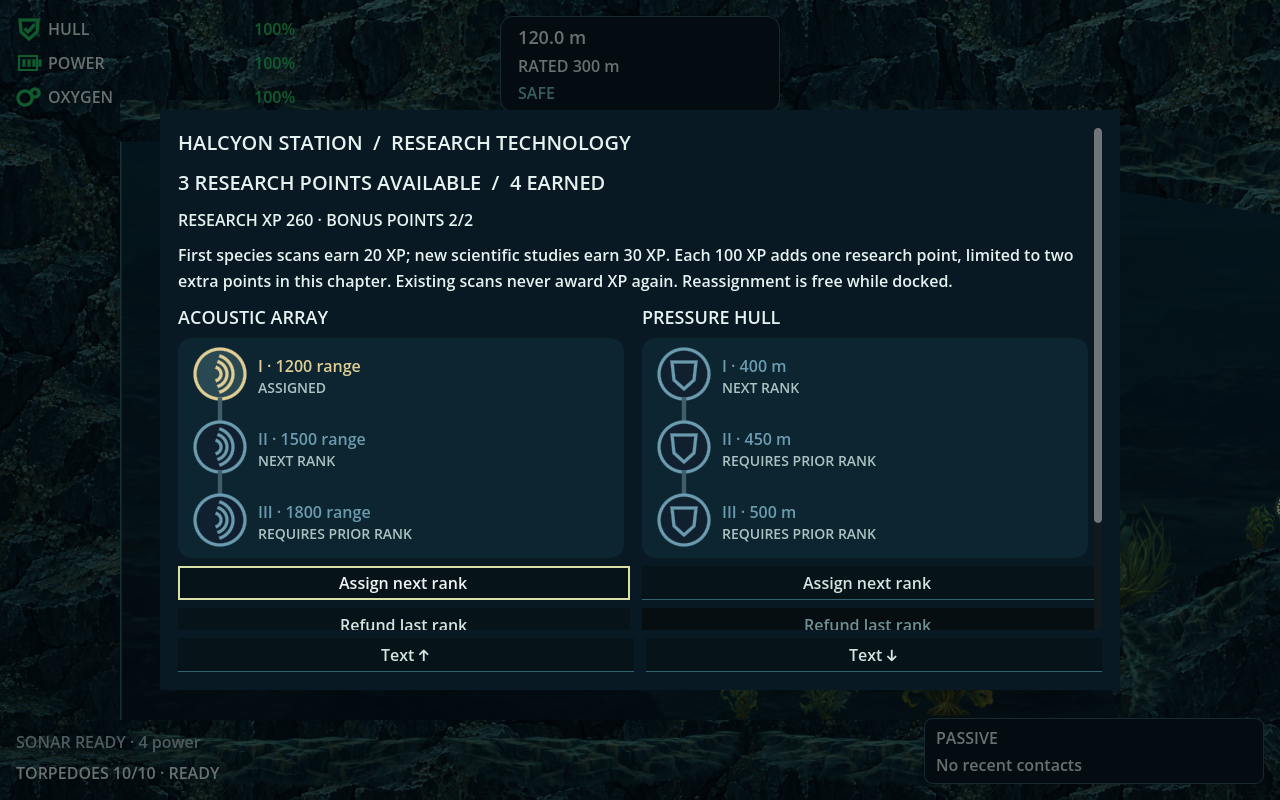 HULL 100%
POWER 100%
OXYGEN 100%
120.0 m
RATED 300 m
SAFE
HALCYON STATION / RESEARCH TECHNOLOGY
3 RESEARCH POINTS AVAILABLE / 4 EARNED
RESEARCH XP 260 · BONUS POINTS 2/2
First species scans earn 20 XP; new scientific studies earn 30 XP. Each 100 XP adds one research point, limited to two
extra points in this chapter. Existing scans never award XP again. Reassignment is free while docked.
ACOUSTIC ARRAY
I · 1200 range
ASSIGNED
II · 1500 range
NEXT RANK
III · 1800 range
REQUIRES PRIOR RANK
Assign next rank
Refund last rank
PRESSURE HULL
I · 400 m
NEXT RANK
II · 450 m
REQUIRES PRIOR RANK
III · 500 m
REQUIRES PRIOR RANK
Assign next rank
Refund last rank
Text ↑
Text ↓
SONAR READY · 4 power
TORPEDOES 10/10 · READY
PASSIVE
No recent contacts